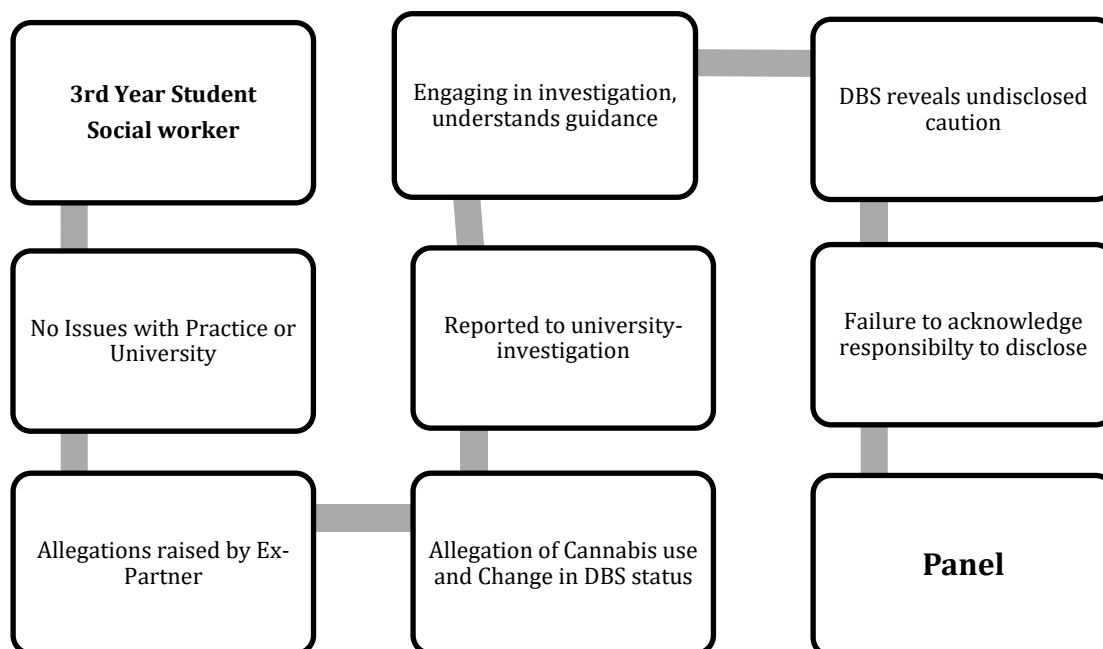 3rd Year Student
Social worker
No Issues with Practice or
University
Allegations raised by Ex-
Partner
Allegation of Cannabis use
and Change in DBS status
Reported to university-
investigation
Engaging in investigation,
understands guidance
DBS reveals undisclosed
caution
Failure to acknowledge
responsibilty to disclose
Panel